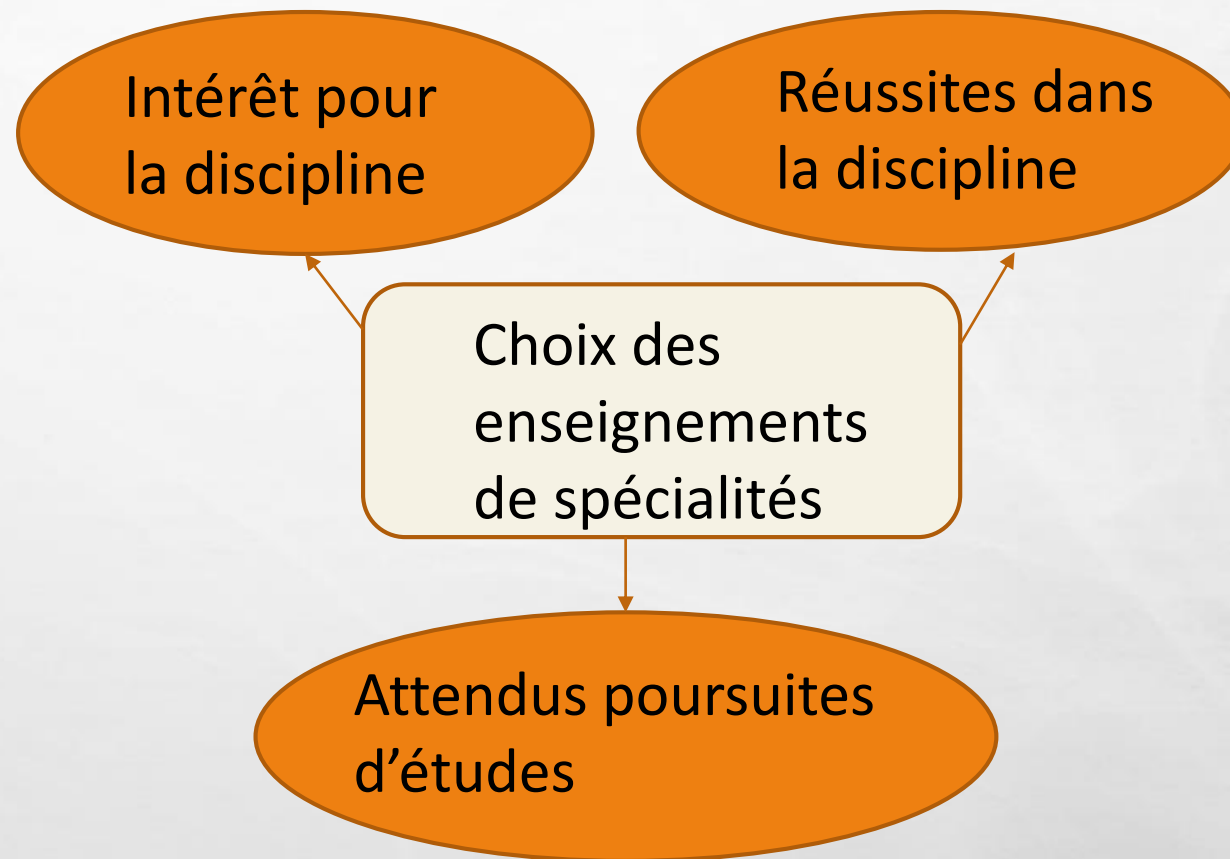 Intérêt pour
la discipline
Réussites dans
la discipline
Choix des
enseignements
de spécialités
Attendus poursuites
d’études